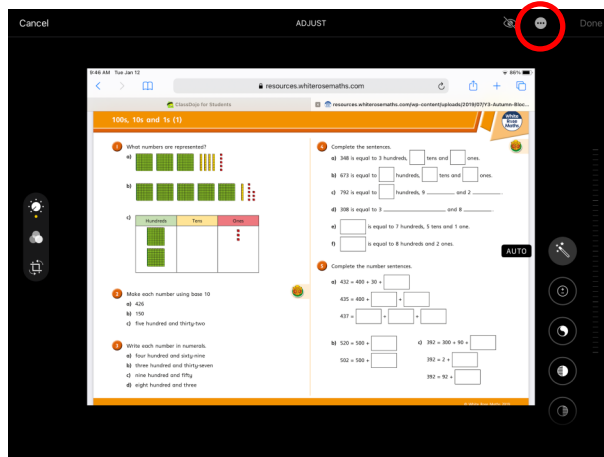 Cancel
ADJUST
Done
9:46 AM Tue Jan 12
86%
resources.whiterosemaths.com
ClassDojo for Students
resources.whiterosemaths.com/wp-content/uploads/2019/07/Y3-Autumn-Bloc...
100s, 10s and 1s (1)
White
Rose
Maths
1 What numbers are represented?
a)
b)
c)
Hundreds Tens Ones
2 Make each number using base 10
a) 426
b) 150
c) five hundred and thirty-two
3 Write each number in numerals.
a) four hundred and sixty-nine
b) three hundred and thirty-seven
c) nine hundred and fifty
d) eight hundred and three
4 Complete the sentences.
a) 348 is equal to 3 hundreds, tens and ones.
b) 673 is equal to hundreds, tens and ones.
c) 792 is equal to hundreds, 9 ________ and 2 ________.
d) 308 is equal to 3 ________ and 8 ________.
e) is equal to 7 hundreds, 5 tens and 1 one.
f) is equal to 8 hundreds and 2 ones.
5 Complete the number sentences.
a) 432 = 400 + 30 +
435 = 400 + +
437 = + +
b) 520 = 500 +
502 = 500 +
c) 392 = 300 + 90 +
392 = 2 +
392 = 92 +
AUTO